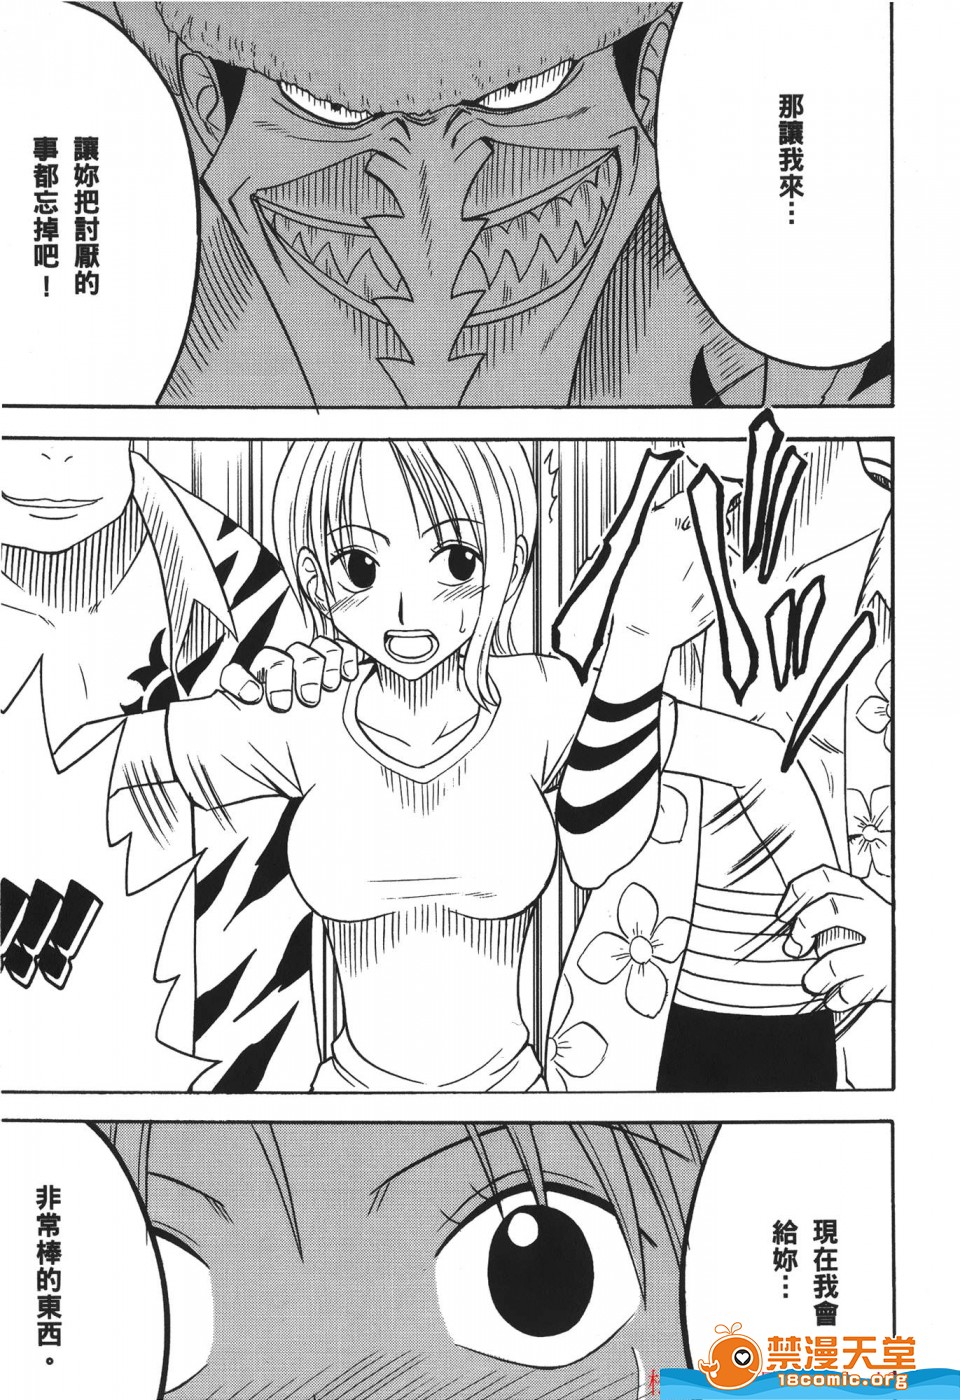 那讓我來…
讓妳把討厭的
事都忘掉吧！
!!!
現在我會
給妳…
非常棒的東西。
禁漫天堂
18comic.org